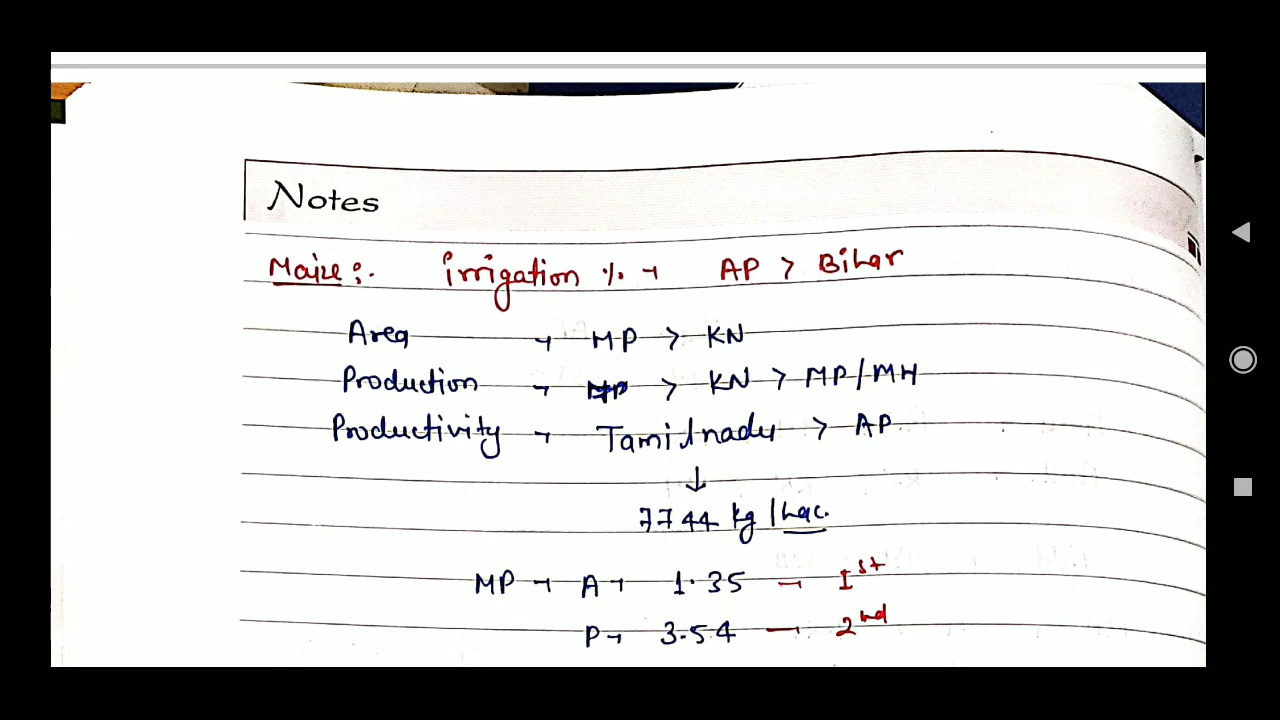 Notes
Maize:. irrigation % → AP > Bihar
Area → MP > KN
Production → > KN > MP/MH
Productivity → Tamilnadu > AP
↓
7744 kg/hac.
MP → A → 1.35 → Ist
P → 3.54 — 2nd